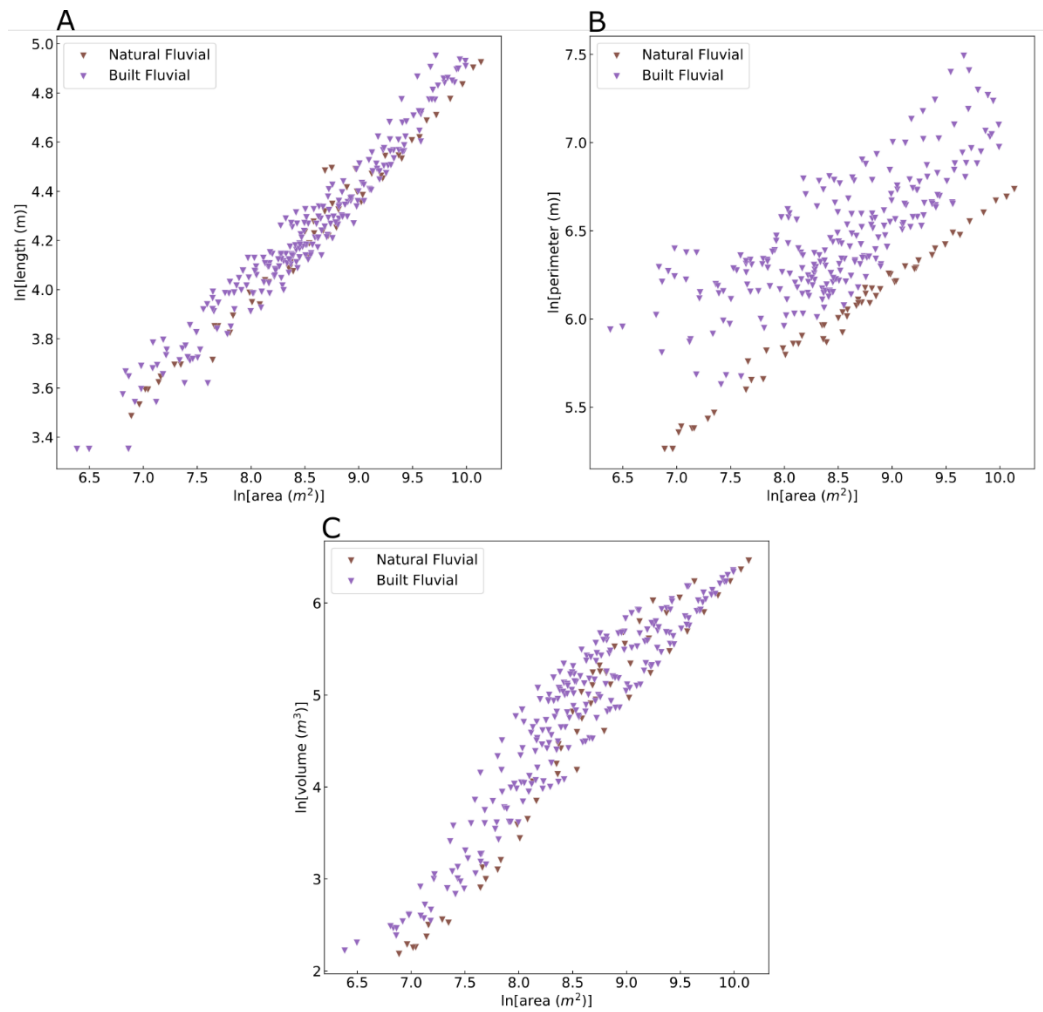 A
Natural Fluvial
Built Fluvial
5.0
4.8
4.6
4.4
4.2
4.0
3.8
3.6
3.4
ln[length (m)]
6.5 7.0 7.5 8.0 8.5 9.0 9.5 10.0
ln[area (m²)]
B
Natural Fluvial
Built Fluvial
7.5
7.0
6.5
6.0
5.5
ln[perimeter (m)]
6.5 7.0 7.5 8.0 8.5 9.0 9.5 10.0
ln[area (m²)]
C
Natural Fluvial
Built Fluvial
6
5
4
3
2
ln[volume (m³)]
6.5 7.0 7.5 8.0 8.5 9.0 9.5 10.0
ln[area (m²)]